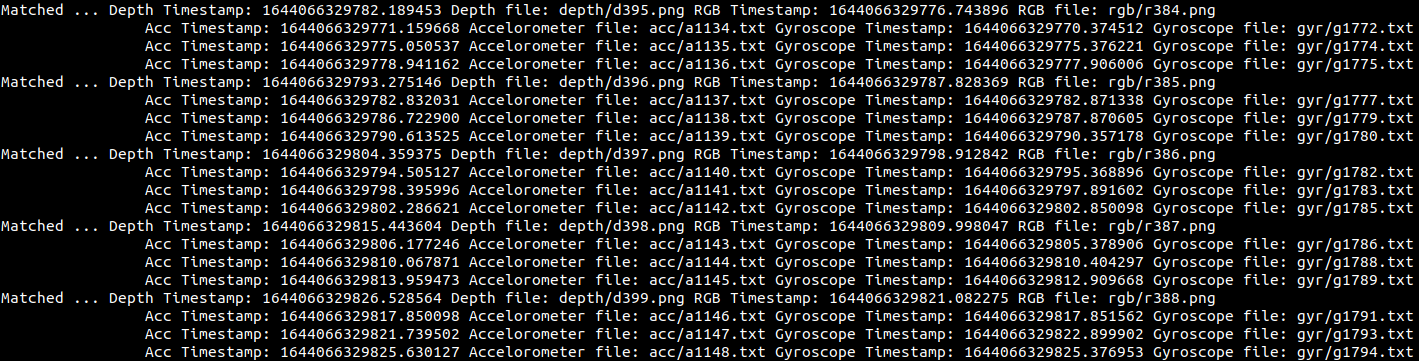 Matched ... Depth Timestamp: 1644066329782.189453 Depth file: depth/d395.png RGB Timestamp: 1644066329776.743896 RGB file: rgb/r384.png
Acc Timestamp: 1644066329771.159668 Accelorometer file: acc/a1134.txt Gyroscope Timestamp: 1644066329770.374512 Gyroscope file: gyr/g1772.txt
Acc Timestamp: 1644066329775.050537 Accelorometer file: acc/a1135.txt Gyroscope Timestamp: 1644066329775.376221 Gyroscope file: gyr/g1774.txt
Acc Timestamp: 1644066329778.941162 Accelorometer file: acc/a1136.txt Gyroscope Timestamp: 1644066329777.906006 Gyroscope file: gyr/g1775.txt
Matched ... Depth Timestamp: 1644066329793.275146 Depth file: depth/d396.png RGB Timestamp: 1644066329787.828369 RGB file: rgb/r385.png
Acc Timestamp: 1644066329782.832031 Accelorometer file: acc/a1137.txt Gyroscope Timestamp: 1644066329782.871338 Gyroscope file: gyr/g1777.txt
Acc Timestamp: 1644066329786.722900 Accelorometer file: acc/a1138.txt Gyroscope Timestamp: 1644066329787.870605 Gyroscope file: gyr/g1779.txt
Acc Timestamp: 1644066329790.613525 Accelorometer file: acc/a1139.txt Gyroscope Timestamp: 1644066329790.357178 Gyroscope file: gyr/g1780.txt
Matched ... Depth Timestamp: 1644066329804.359375 Depth file: depth/d397.png RGB Timestamp: 1644066329798.912842 RGB file: rgb/r386.png
Acc Timestamp: 1644066329794.505127 Accelorometer file: acc/a1140.txt Gyroscope Timestamp: 1644066329795.368896 Gyroscope file: gyr/g1782.txt
Acc Timestamp: 1644066329798.395996 Accelorometer file: acc/a1141.txt Gyroscope Timestamp: 1644066329797.891602 Gyroscope file: gyr/g1783.txt
Acc Timestamp: 1644066329802.286621 Accelorometer file: acc/a1142.txt Gyroscope Timestamp: 1644066329802.850098 Gyroscope file: gyr/g1785.txt
Matched ... Depth Timestamp: 1644066329815.443604 Depth file: depth/d398.png RGB Timestamp: 1644066329809.998047 RGB file: rgb/r387.png
Acc Timestamp: 1644066329806.177246 Accelorometer file: acc/a1143.txt Gyroscope Timestamp: 1644066329805.378906 Gyroscope file: gyr/g1786.txt
Acc Timestamp: 1644066329810.067871 Accelorometer file: acc/a1144.txt Gyroscope Timestamp: 1644066329810.404297 Gyroscope file: gyr/g1788.txt
Acc Timestamp: 1644066329813.959473 Accelorometer file: acc/a1145.txt Gyroscope Timestamp: 1644066329812.909668 Gyroscope file: gyr/g1789.txt
Matched ... Depth Timestamp: 1644066329826.528564 Depth file: depth/d399.png RGB Timestamp: 1644066329821.082275 RGB file: rgb/r388.png
Acc Timestamp: 1644066329817.850098 Accelorometer file: acc/a1146.txt Gyroscope Timestamp: 1644066329817.851562 Gyroscope file: gyr/g1791.txt
Acc Timestamp: 1644066329821.739502 Accelorometer file: acc/a1147.txt Gyroscope Timestamp: 1644066329822.899902 Gyroscope file: gyr/g1793.txt
Acc Timestamp: 1644066329825.630127 Accelorometer file: acc/a1148.txt Gyroscope Timestamp: 1644066329825.376953 Gyroscope file: gyr/g1794.txt